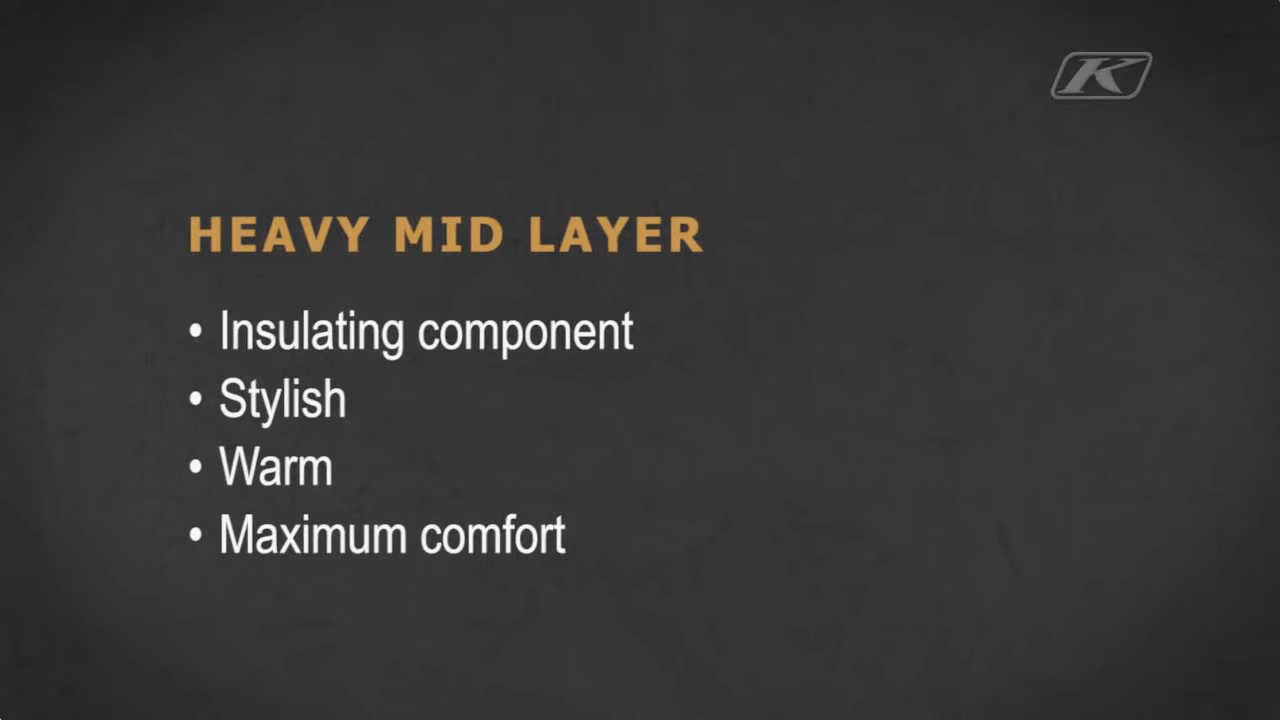 K
HEAVY MID LAYER
• Insulating component
• Stylish
• Warm
• Maximum comfort